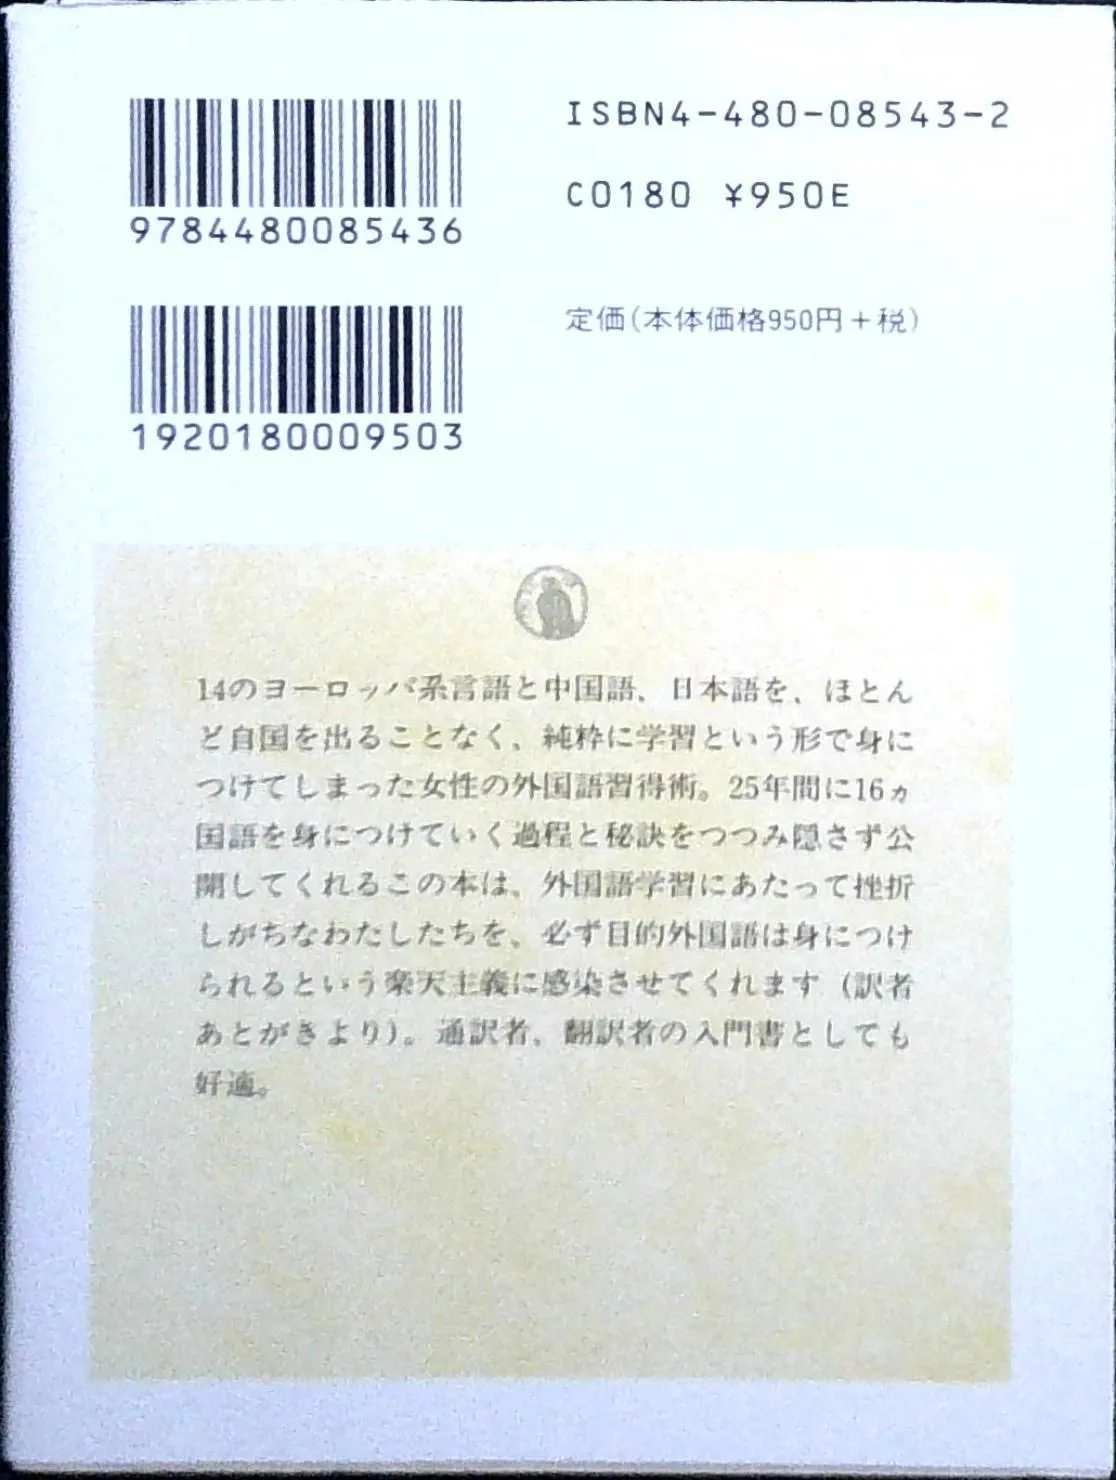 ISBN4-480-08543-2
C0180 ¥950E
9784480085436
定価(本体価格950円+税)
1920180009503
14のヨーロッパ系言語と中国語、日本語を、ほとん
ど自国を出ることなく、純粋に学習という形で身に
つけてしまった女性の外国語習得術。25年間に16ヵ
国語を身につけていく過程と秘訣をつつみ隠さず公
開してくれるこの本は、外国語学習にあたって挫折
しがちなわたしたちを、必ず目的外国語は身につけ
られるという楽天主義に感染させてくれます(訳者
あとがきより)。通訳者、翻訳者の入門書としても
好適。